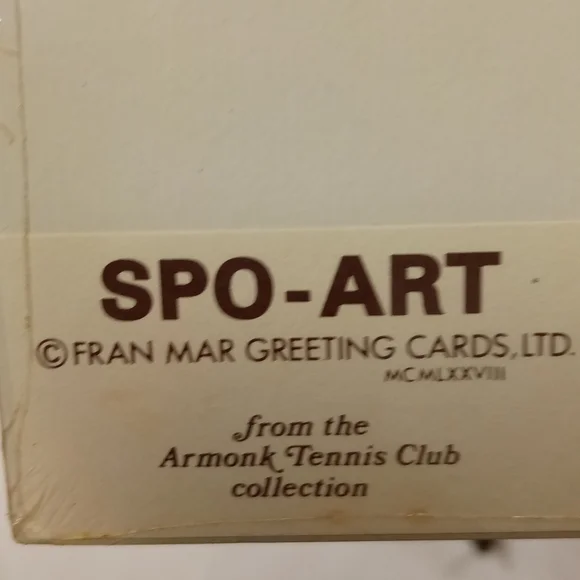 SPO-ART
©FRAN MAR GREETING CARDS, LTD.
MCMLXXVIII
from the
Armonk Tennis Club
collection